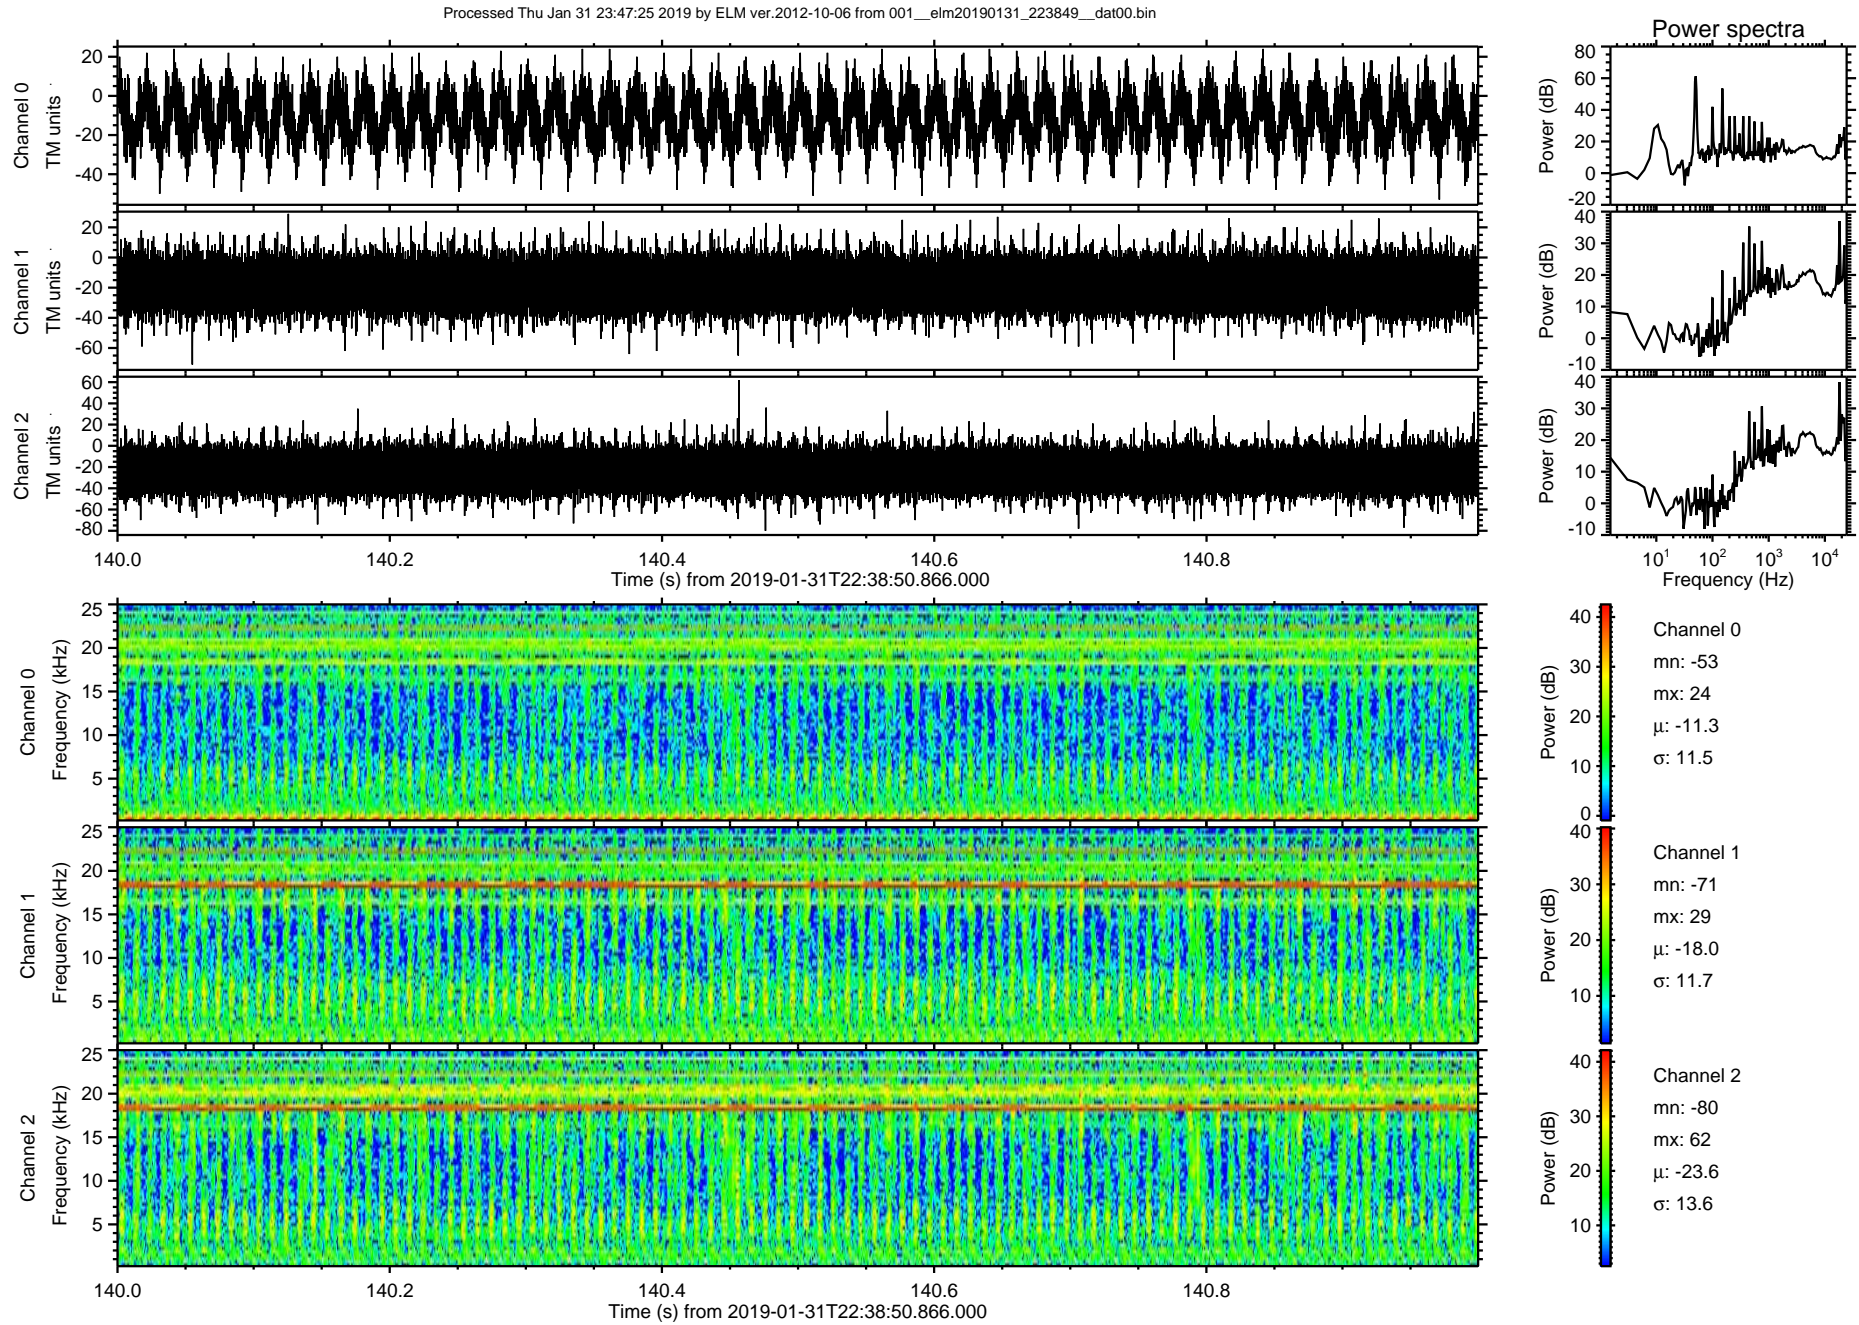 Processed Thu Jan 31 23:47:25 2019 by ELM ver.2012-10-06 from 001__elm20190131_223849__dat00.bin
Power spectra
Channel 0
TM units
20
0
-20
-40
Power (dB)
80
60
40
20
0
-20
Channel 1
TM units
20
0
-20
-40
-60
Power (dB)
40
30
20
10
0
-10
Channel 2
TM units
60
40
20
0
-20
-40
-60
-80
Power (dB)
40
30
20
10
0
-10
140.0 140.2 140.4 140.6 140.8
Time (s) from 2019-01-31T22:38:50.866.000
10^1 10^2 10^3 10^4
Frequency (Hz)
Channel 0
Frequency (kHz)
25
20
15
10
5
Power (dB)
40
30
20
10
0
Channel 0
mn: -53
mx: 24
μ: -11.3
σ: 11.5
Channel 1
Frequency (kHz)
25
20
15
10
5
Power (dB)
40
30
20
10
Channel 1
mn: -71
mx: 29
μ: -18.0
σ: 11.7
Channel 2
Frequency (kHz)
25
20
15
10
5
Power (dB)
40
30
20
10
Channel 2
mn: -80
mx: 62
μ: -23.6
σ: 13.6
140.0 140.2 140.4 140.6 140.8
Time (s) from 2019-01-31T22:38:50.866.000